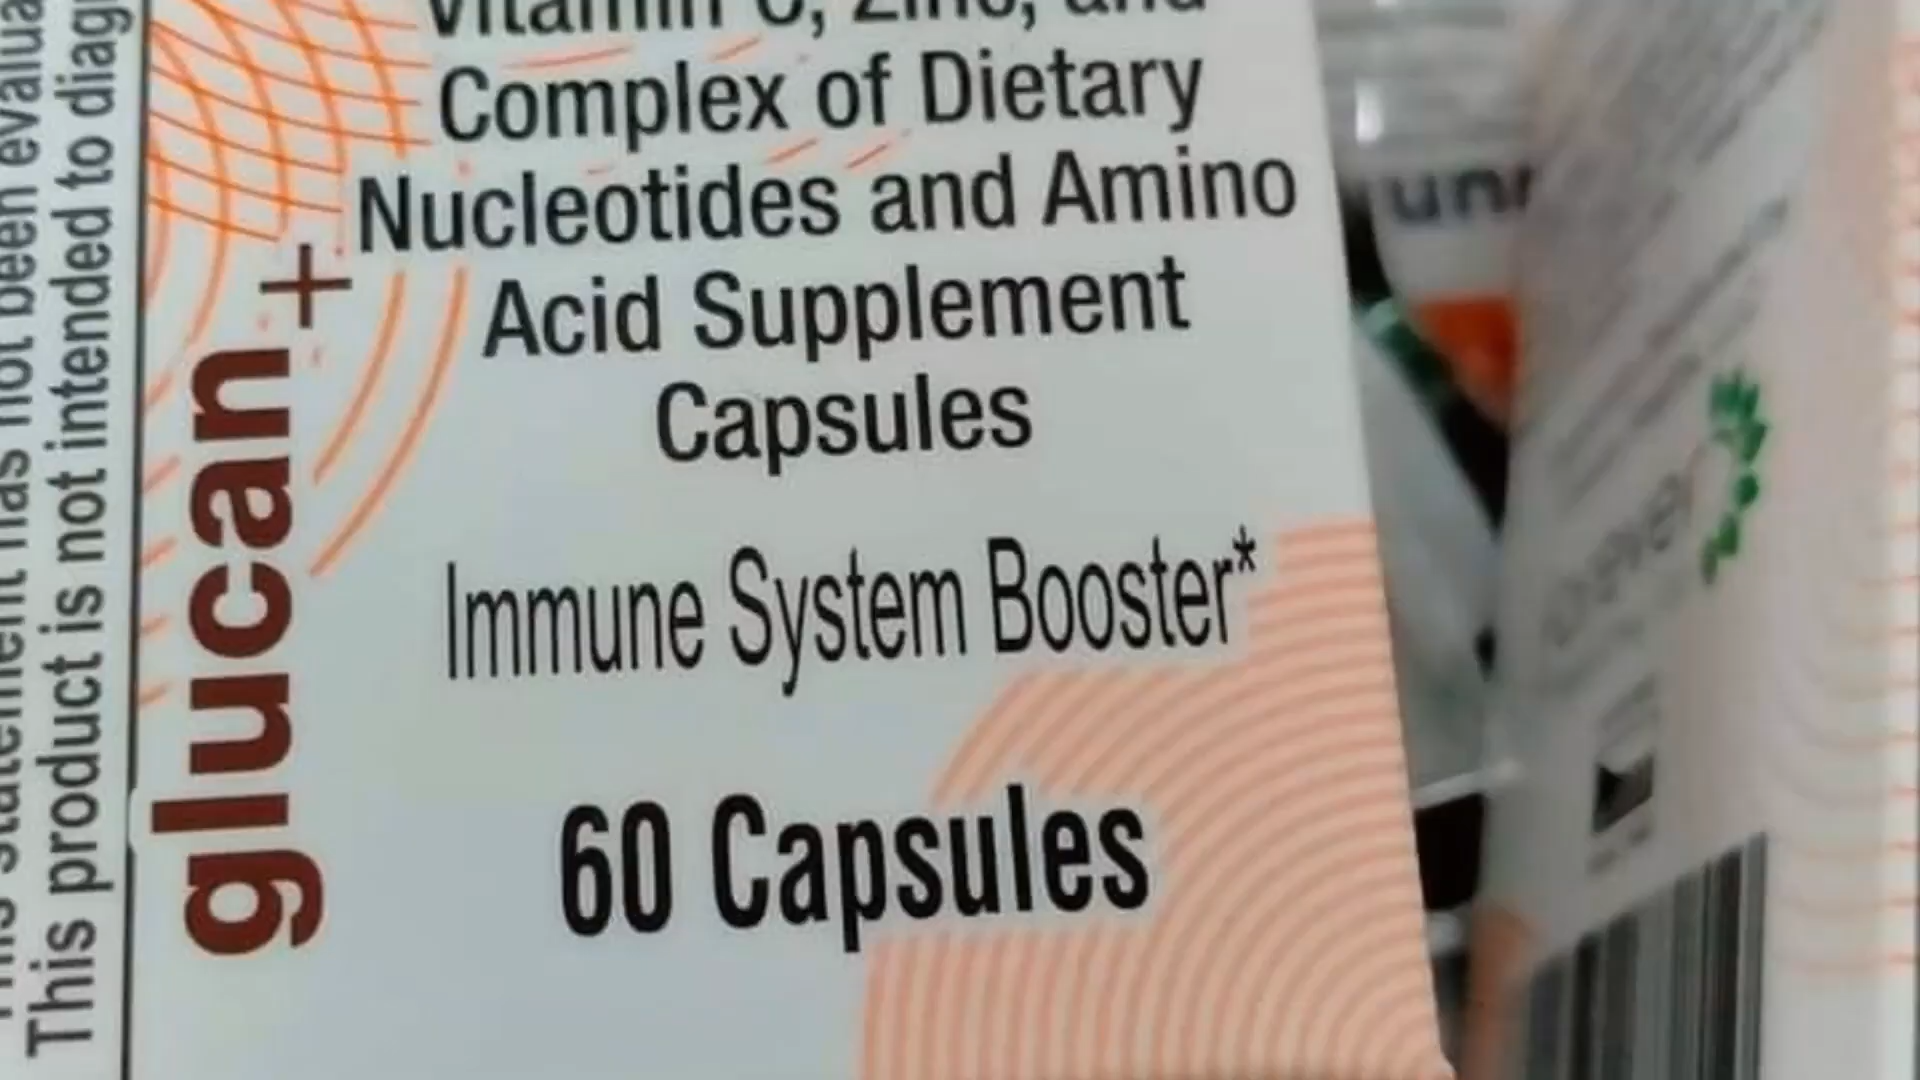 Vitamin C, Zinc, and
Complex of Dietary
Nucleotides and Amino
Acid Supplement
Capsules
Immune System Booster*
60 Capsules
glucan+
This statement has not been evalua
This product is not intended to diag